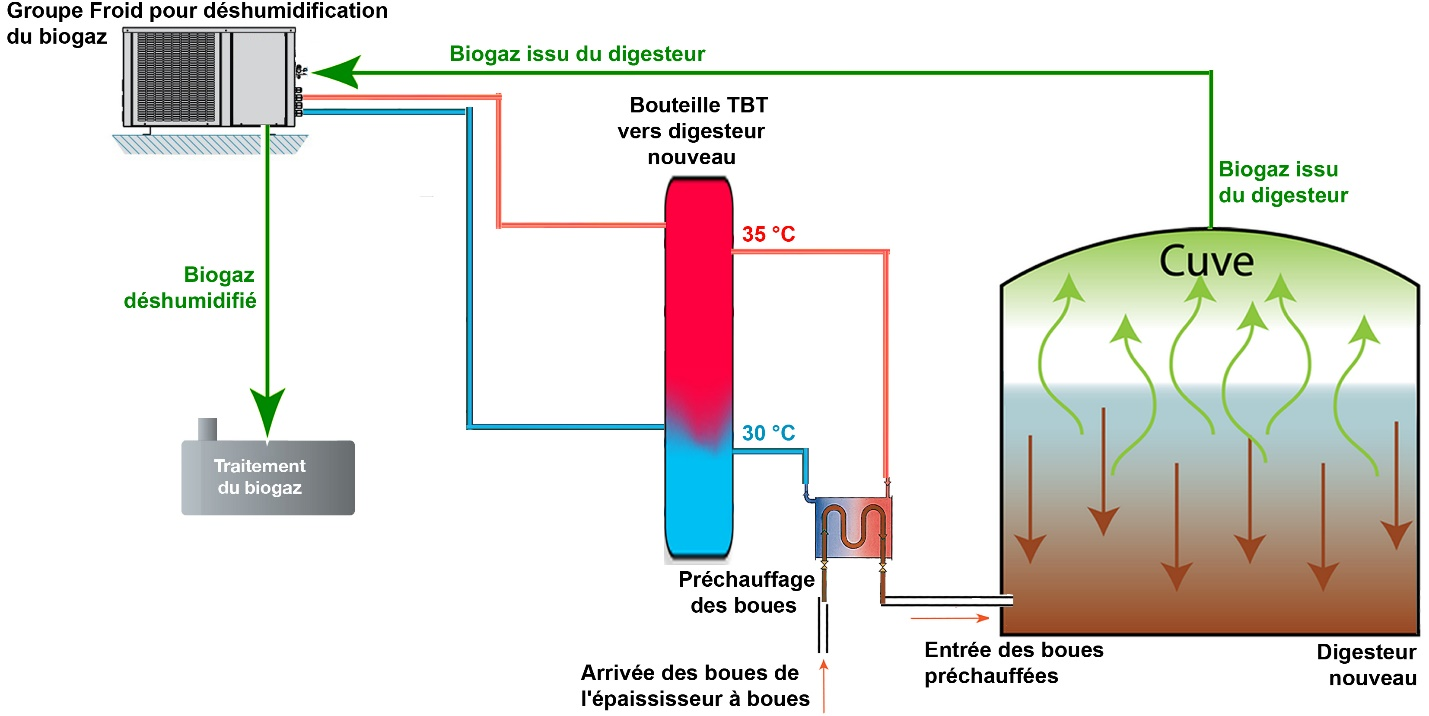 Groupe Froid pour déshumidification
du biogaz
Biogaz issu du digesteur
Bouteille TBT
vers digesteur
nouveau
Biogaz issu
du digesteur
35 °C
Cuve
Biogaz
déshumidifié
30 °C
Traitement
du biogaz
Préchauffage
des boues
Entrée des boues
préchauffées
Digesteur
nouveau
Arrivée des boues de
l'épaississeur à boues